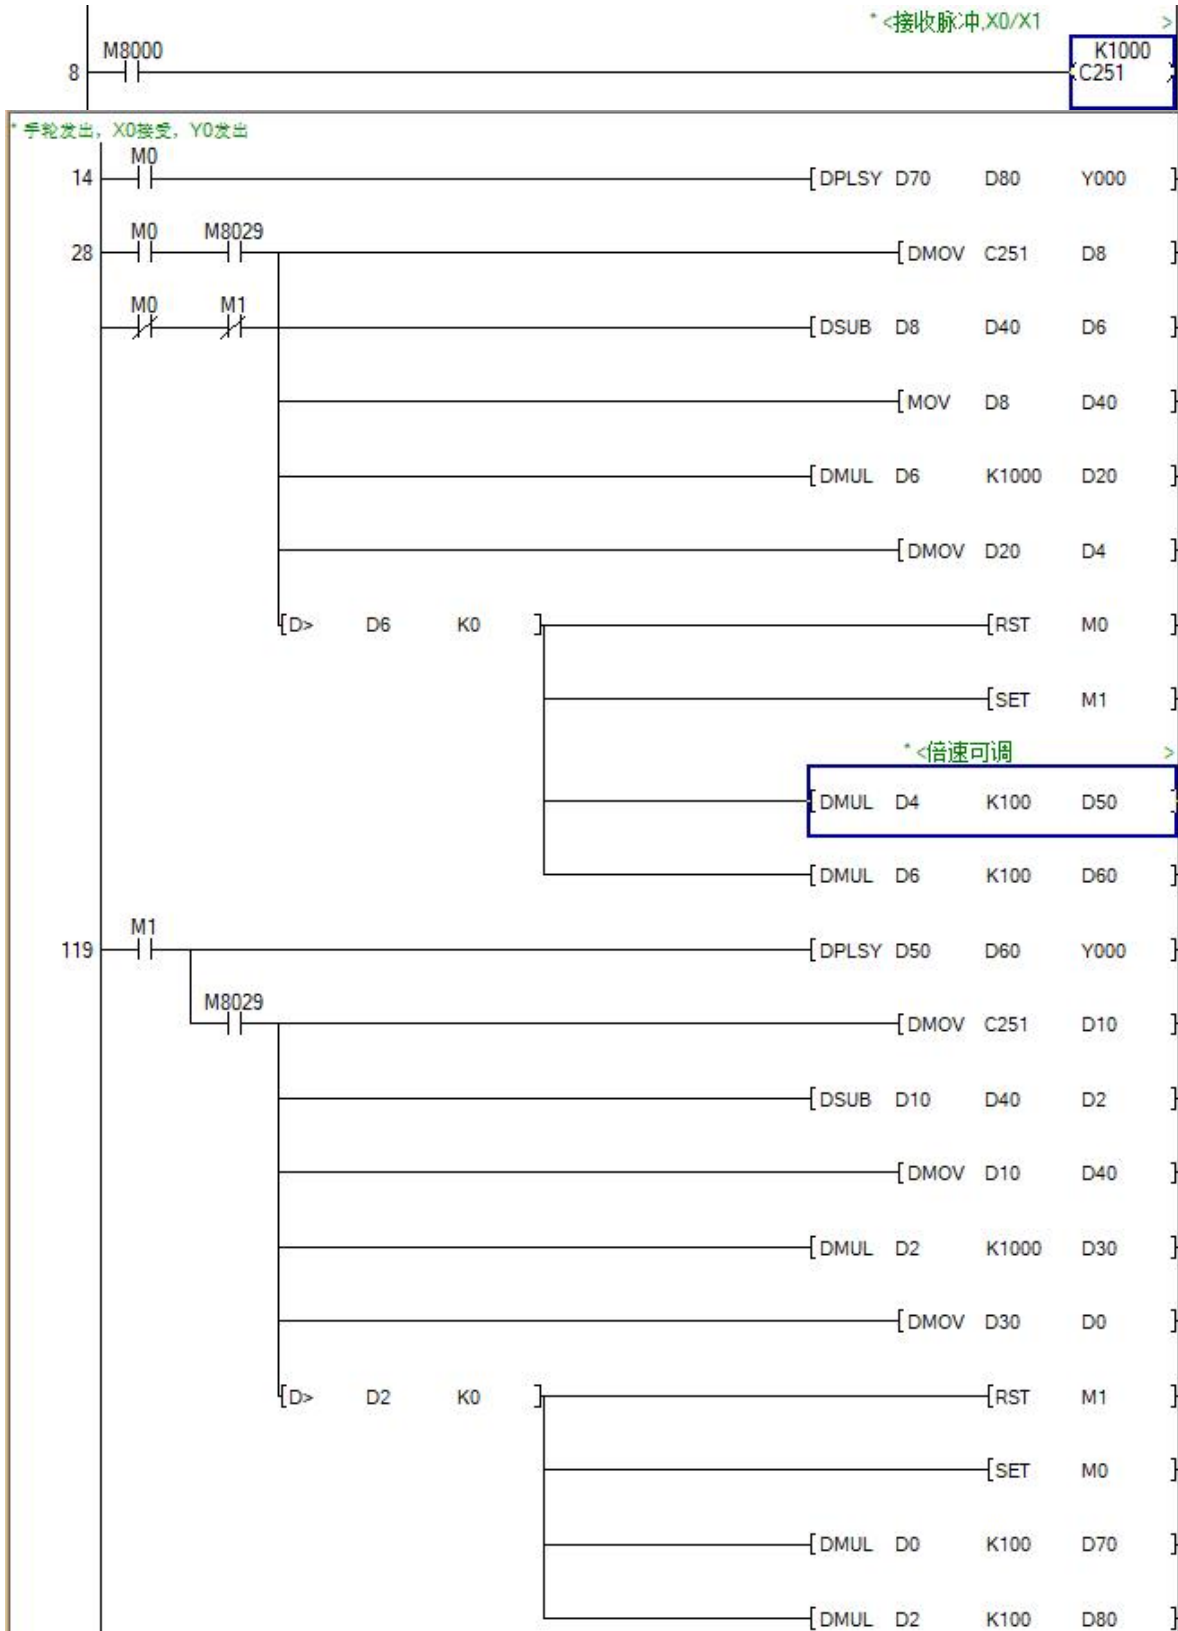 * <接收脉冲,X0/X1 >
M8000 K1000
8 C251
* 手轮发出，X0接受，Y0发出
M0
14 DPLSY D70 D80 Y000
M0 M8029
28 DMOV C251 D8
M0 M1
DSUB D8 D40 D6
MOV D8 D40
DMUL D6 K1000 D20
DMOV D20 D4
D> D6 K0 RST M0
SET M1
* <倍速可调 >
DMUL D4 K100 D50
DMUL D6 K100 D60
M1
119 DPLSY D50 D60 Y000
M8029
DMOV C251 D10
DSUB D10 D40 D2
DMOV D10 D40
DMUL D2 K1000 D30
DMOV D30 D0
D> D2 K0 RST M1
SET M0
DMUL D0 K100 D70
DMUL D2 K100 D80